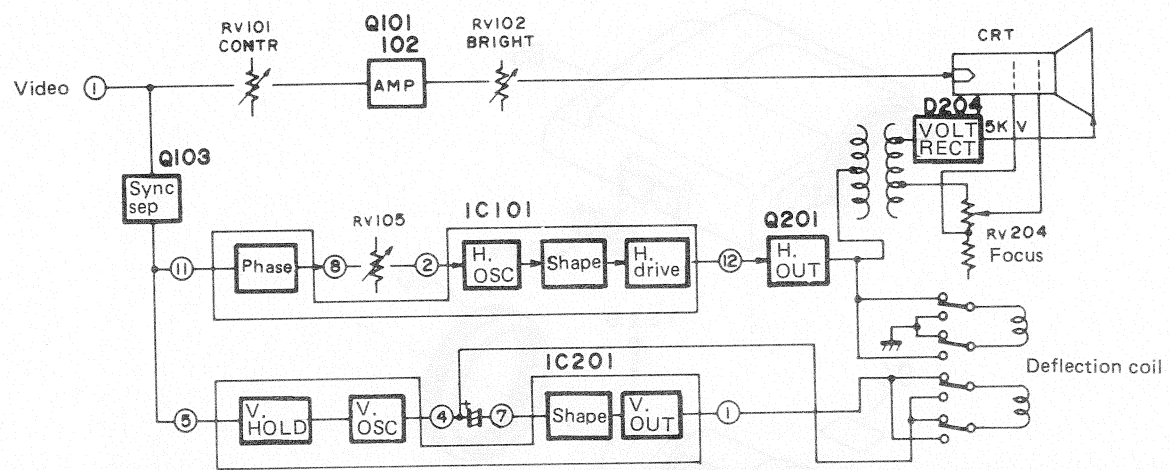 RV101
CONTR
Q101
102
RV102
BRIGHT
CRT
Video
1
AMP
D204
VOLT
RECT
5K V
Q103
Sync
sep
IC101
RV105
Q201
RV204
Focus
11
Phase
8
2
H.
OSC
Shape
H.
drive
12
H.
OUT
Deflection coil
IC201
5
V.
HOLD
V.
OSC
4
+
7
Shape
V.
OUT
1